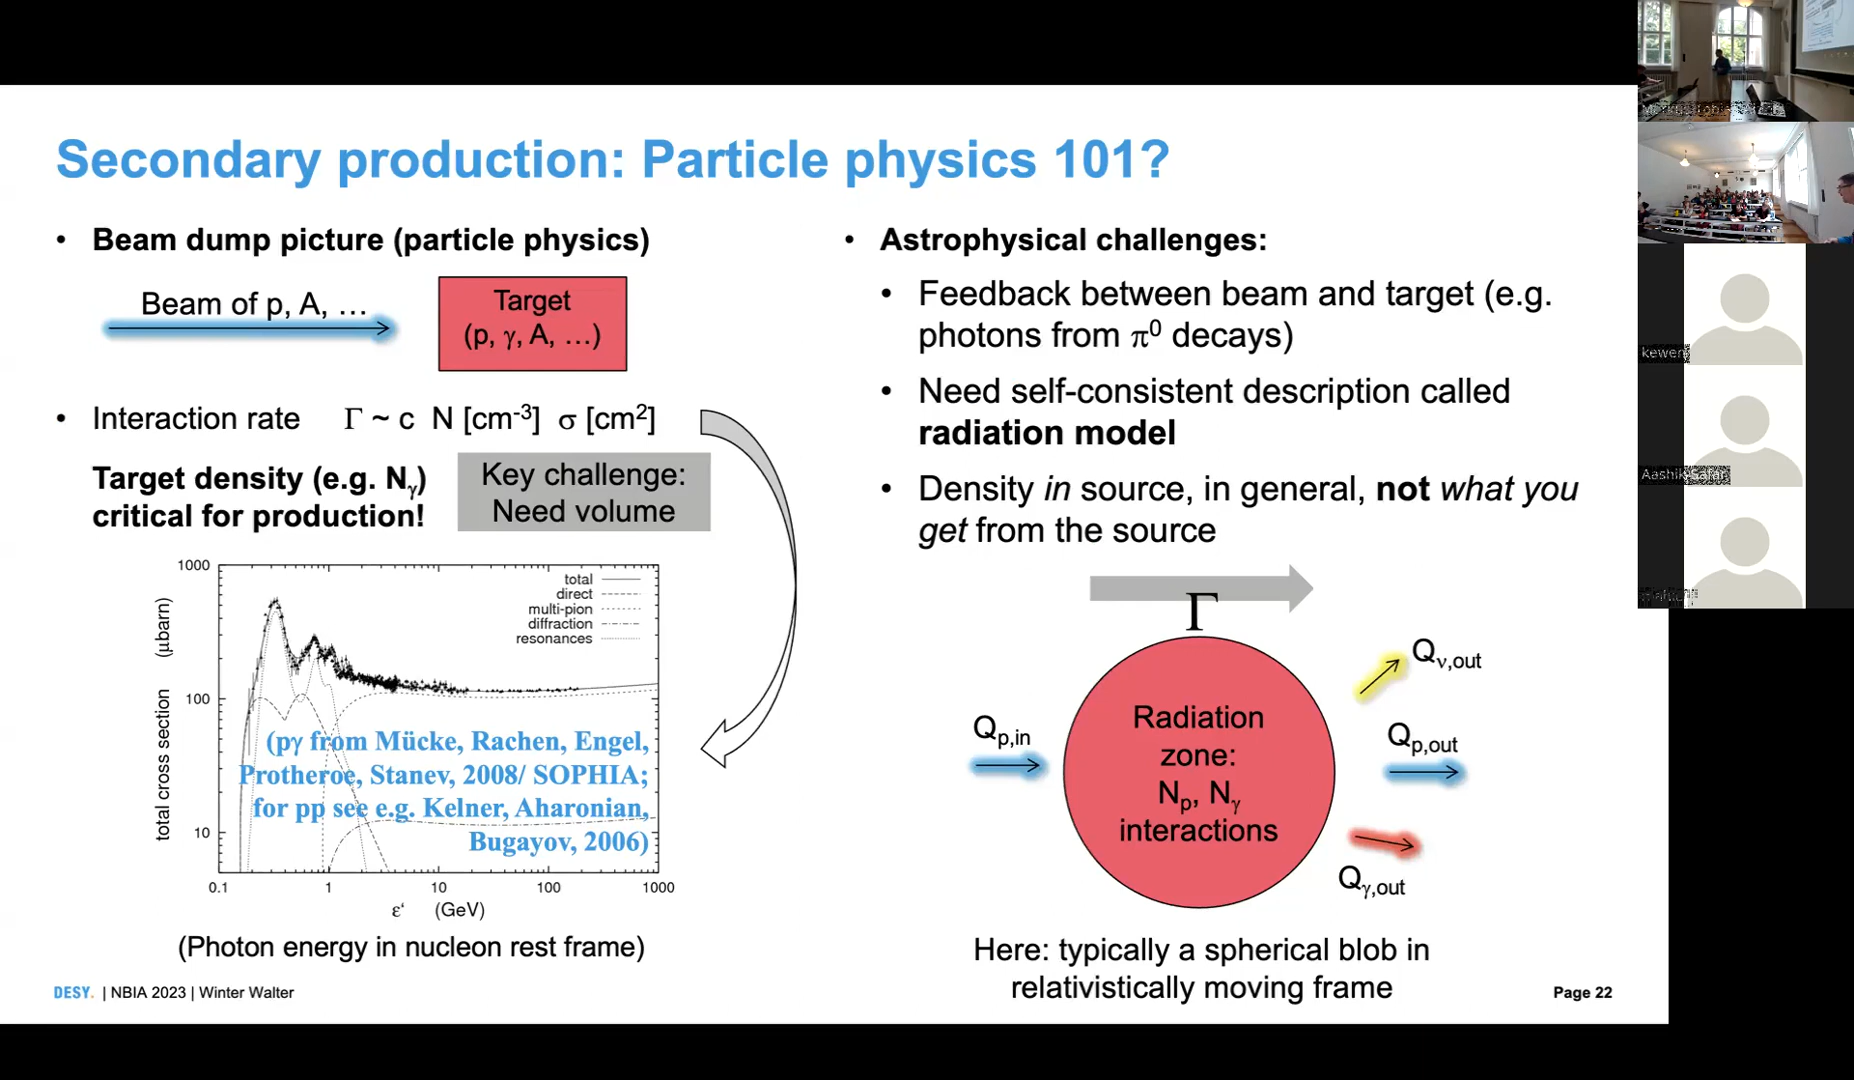 Secondary production: Particle physics 101?
• Beam dump picture (particle physics)
Beam of p, A, …
Target
(p, γ, A, …)
• Interaction rate Γ ~ c N [cm⁻³] σ [cm²]
Target density (e.g. Nγ)
critical for production!
Key challenge:
Need volume
1000
100
10
total cross section (μbarn)
total
direct
multi-pion
diffraction
resonances
(pγ from Mücke, Rachen, Engel,
Protheroe, Stanev, 2008/ SOPHIA;
for pp see e.g. Kelner, Aharonian,
Bugayov, 2006)
0.1 1 10 100 1000
ε‘ (GeV)
(Photon energy in nucleon rest frame)
• Astrophysical challenges:
• Feedback between beam and target (e.g.
photons from π⁰ decays)
• Need self-consistent description called
radiation model
• Density in source, in general, not what you
get from the source
Γ
Qp,in
Radiation
zone:
Np, Nγ
interactions
Qν,out
Qp,out
Qγ,out
Here: typically a spherical blob in
relativistically moving frame
DESY. | NBIA 2023 | Winter Walter
Page 22
Aashik